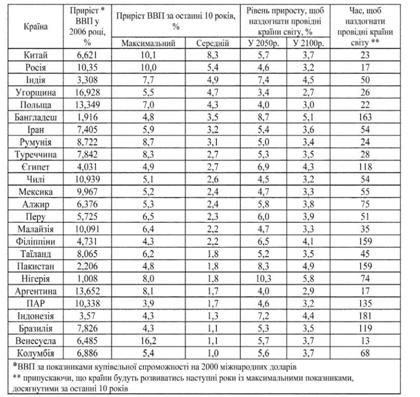 Країна
Приріст *
ВВП у
2006 році,
%
Приріст ВВП за останні 10 років,
%
Максимальний
Середній
Рівень приросту, щоб
наздогнати провідні
країни світу, %
У 2050р.
У 2100р.
Час, щоб
наздогнати
провідні країни
світу **
Китай 6,621 10,1 8,3 5,7 3,7 23
Росія 10,35 10,0 5,4 4,6 3,2 17
Індія 3,308 7,7 4,9 7,4 4,5 50
Угорщина 16,928 5,5 4,7 3,4 2,7 26
Польща 13,349 7,0 4,3 4,0 3,0 22
Бангладеш 1,916 4,8 3,5 8,7 5,1 163
Іран 7,405 5,9 3,2 5,4 3,6 54
Румунія 8,722 8,7 3,1 5,0 3,4 24
Туреччина 7,842 8,3 2,7 5,3 3,5 28
Єгипет 4,031 4,9 2,7 6,9 4,3 118
Чилі 10,939 5,1 2,6 4,5 3,2 54
Мексика 9,967 5,2 2,4 4,7 3,3 55
Алжир 6,376 5,3 2,4 5,8 3,8 75
Перу 5,725 6,5 2,3 6,0 3,9 51
Малайзія 10,091 6,4 2,2 4,7 3,3 35
Філіппіни 4,731 4,3 2,2 6,5 4,1 159
Таїланд 8,065 6,2 1,8 5,2 3,5 45
Пакистан 2,206 4,8 1,8 8,3 4,9 159
Нігерія 1,008 8,0 1,8 10,3 5,8 74
Аргентина 13,652 8,1 1,7 4,0 2,9 17
ПАР 10,338 3,9 1,7 4,6 3,2 135
Індонезія 3,57 4,3 1,3 7,2 4,4 181
Бразилія 7,826 4,3 1,1 5,3 3,5 119
Венесуела 6,485 16,2 1,1 5,7 3,7 13
Колумбія 6,886 5,4 1,0 5,6 3,7 68
*ВВП за показниками купівельної спроможності на 2000 міжнародних доларів
** припускаючи, що країни будуть розвиватись наступні роки із максимальними показниками,
досягнутими за останні 10 років